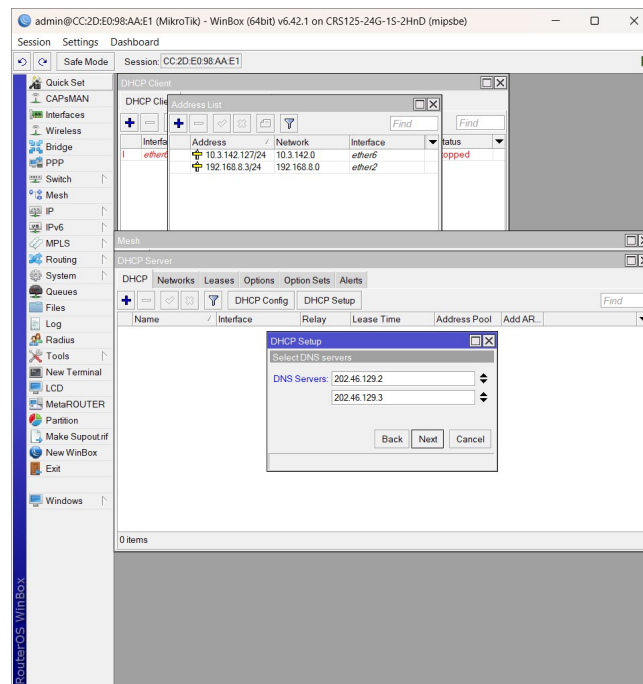 admin@CC:2D:E0:98:AA:E1 (MikroTik) - WinBox (64bit) v6.42.1 on CRS125-24G-1S-2HnD (mipsbe)
Session Settings Dashboard
Safe Mode Session: CC:2D:E0:98:AA:E1
Quick Set
CAPsMAN
Interfaces
Wireless
Bridge
PPP
Switch
Mesh
IP
IPv6
MPLS
Routing
System
Queues
Files
Log
Radius
Tools
New Terminal
LCD
MetaROUTER
Partition
Make Supout.rif
New WinBox
Exit
Windows
RouterOS WinBox
DHCP Client
DHCP Clie
Find
Interfa tatus
I ether6 opped
Address List
Find
Address Network Interface
10.3.142.127/24 10.3.142.0 ether6
192.168.8.3/24 192.168.8.0 ether2
Mesh
DHCP Server
DHCP Networks Leases Options Option Sets Alerts
DHCP Config DHCP Setup Find
Name Interface Relay Lease Time Address Pool Add AR...
DHCP Setup
Select DNS servers
DNS Servers: 202.46.129.2
202.46.129.3
Back Next Cancel
0 items